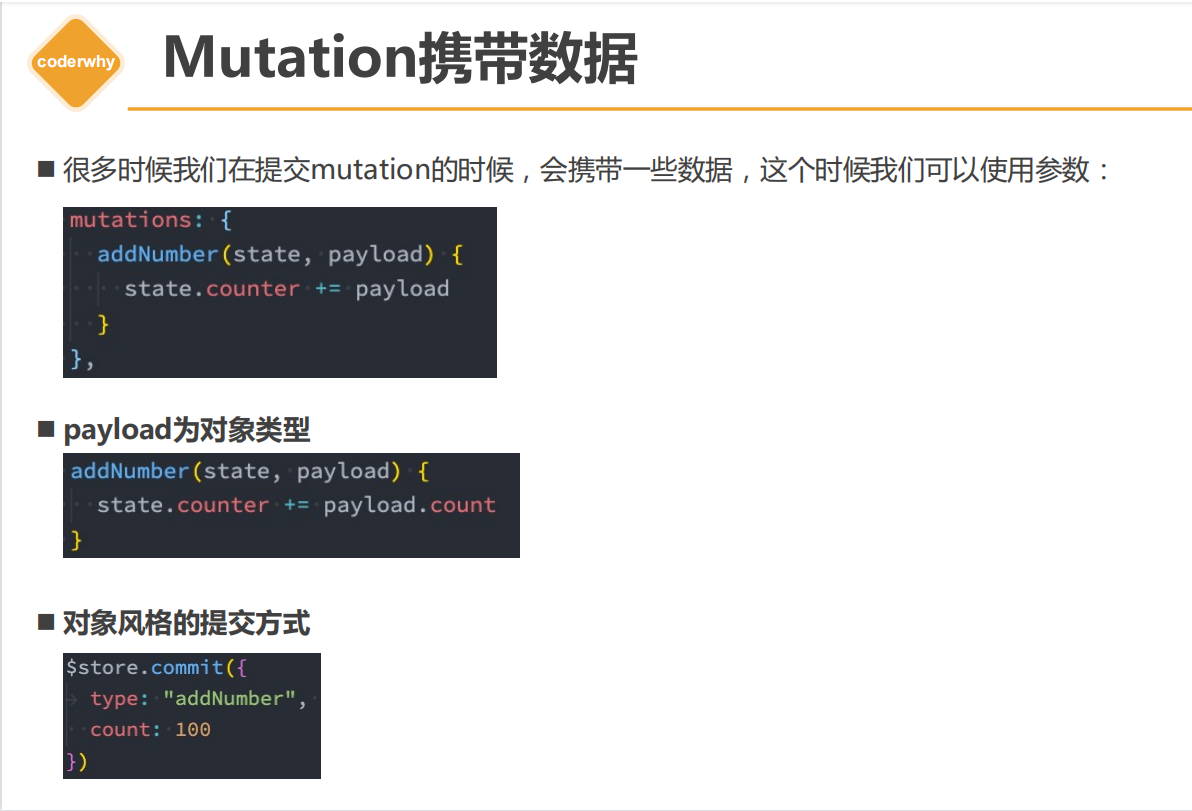 coderwhy
Mutation携带数据
很多时候我们在提交mutation的时候，会携带一些数据，这个时候我们可以使用参数：
mutations: {
addNumber(state, payload) {
state.counter += payload
}
},
payload为对象类型
addNumber(state, payload) {
state.counter += payload.count
}
对象风格的提交方式
$store.commit({
type: "addNumber",
count: 100
})